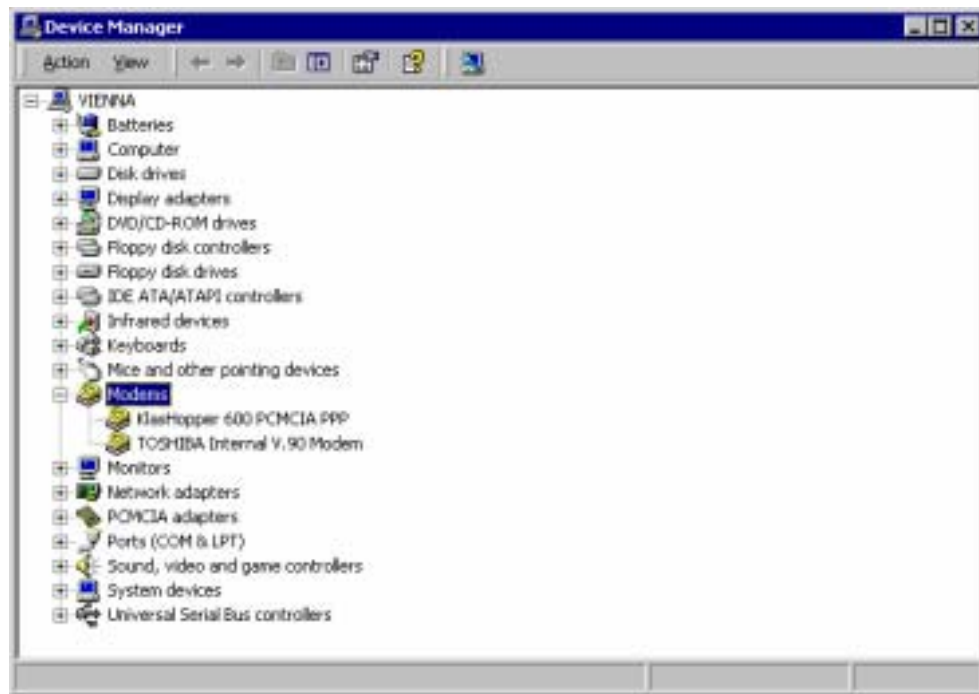 Device Manager
Action View
VIENNA
Batteries
Computer
Disk drives
Display adapters
DVD/CD-ROM drives
Floppy disk controllers
Floppy disk drives
IDE ATA/ATAPI controllers
Infrared devices
Keyboards
Mice and other pointing devices
Modems
KlasHopper 600 PCMCIA PPP
TOSHIBA Internal V.90 Modem
Monitors
Network adapters
PCMCIA adapters
Ports (COM & LPT)
Sound, video and game controllers
System devices
Universal Serial Bus controllers